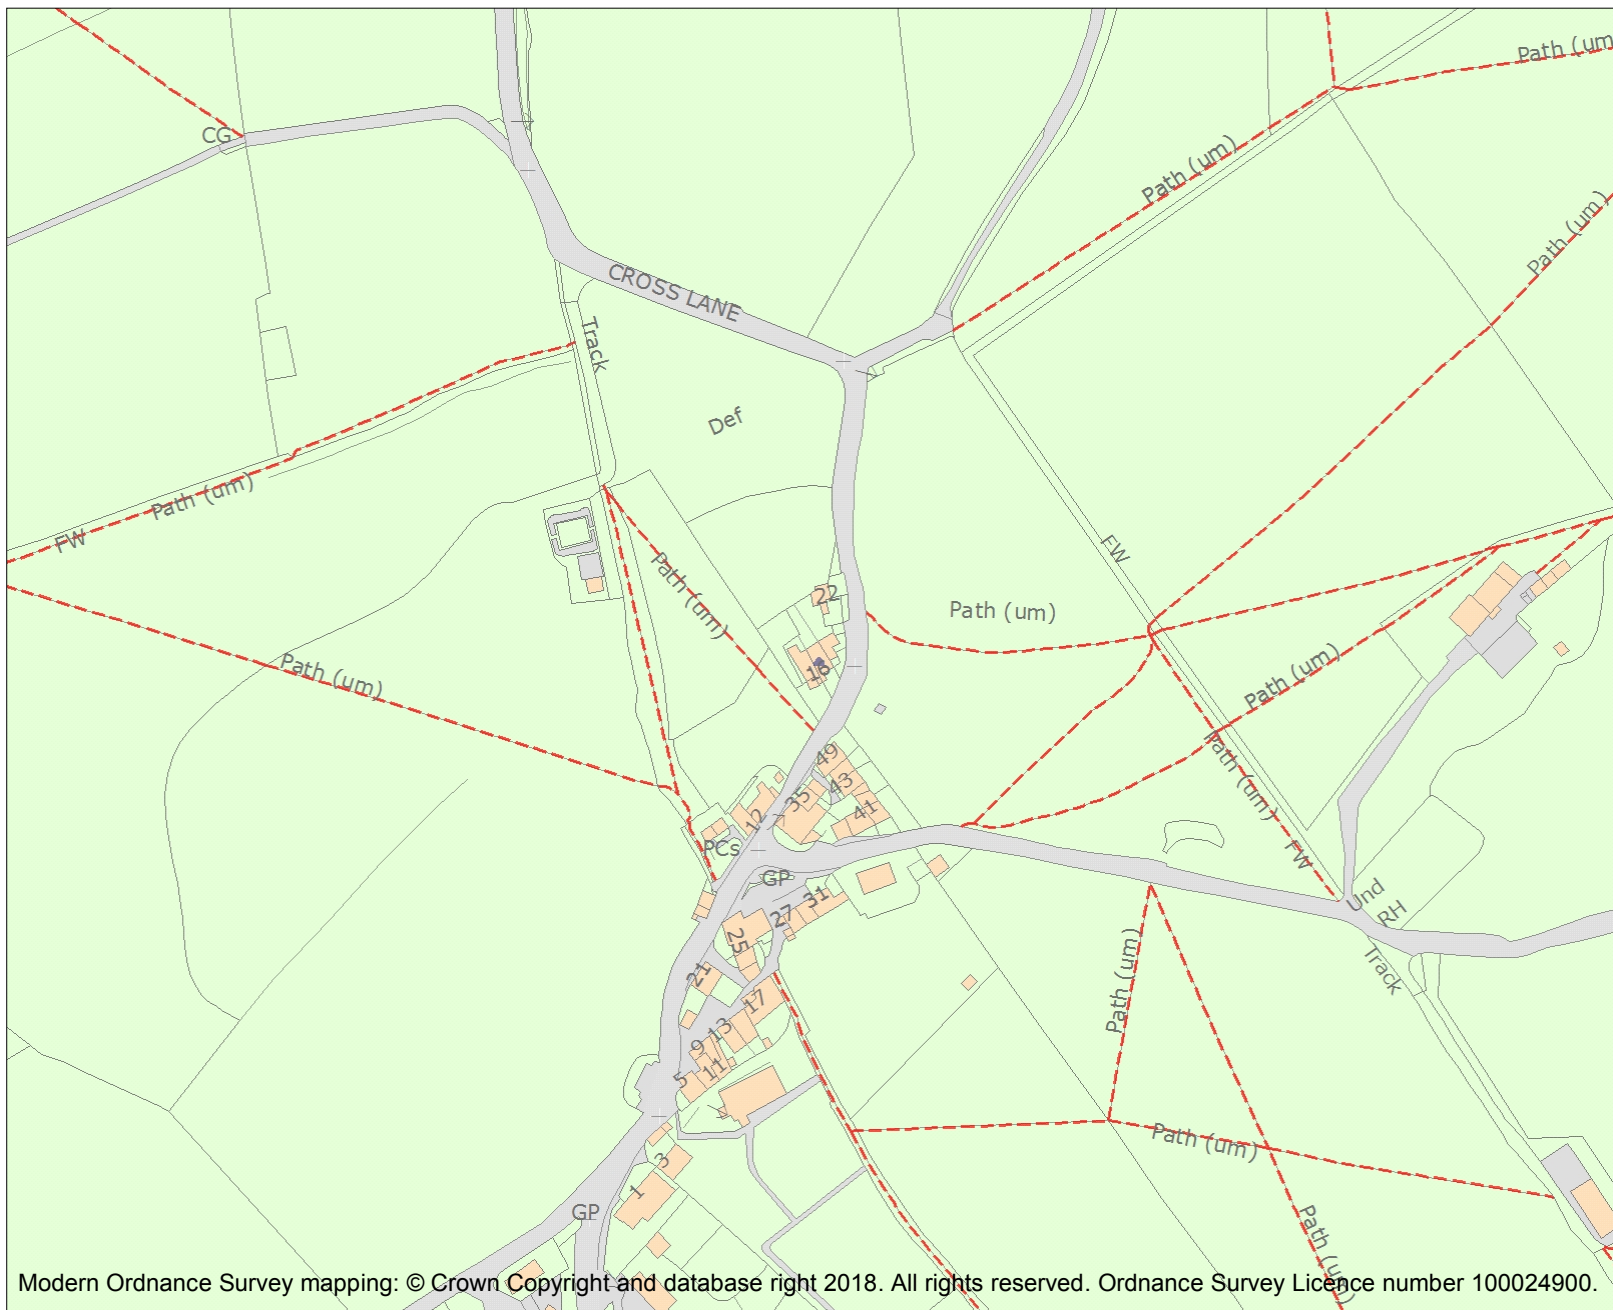 Path (um
CG
Path (um)
Path (um)
CROSS LANE
Track
Def
Path (um)
FW
FW
Path (um)
22
Path (um)
Path (um)
Path (um)
18
Path (um)
49
43
35
41
12
PCs
GP
FW
Und
RH
31
27
25
Track
21
17
Path (um)
13
9
11
5
Path (um)
3
1
GP
Path (um)
Modern Ordnance Survey mapping: © Crown Copyright and database right 2018. All rights reserved. Ordnance Survey Licence number 100024900.